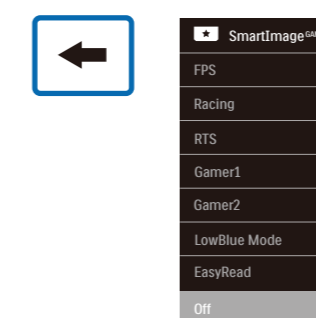 SmartImage
FPS
Racing
RTS
Gamer1
Gamer2
LowBlue Mode
EasyRead
Off